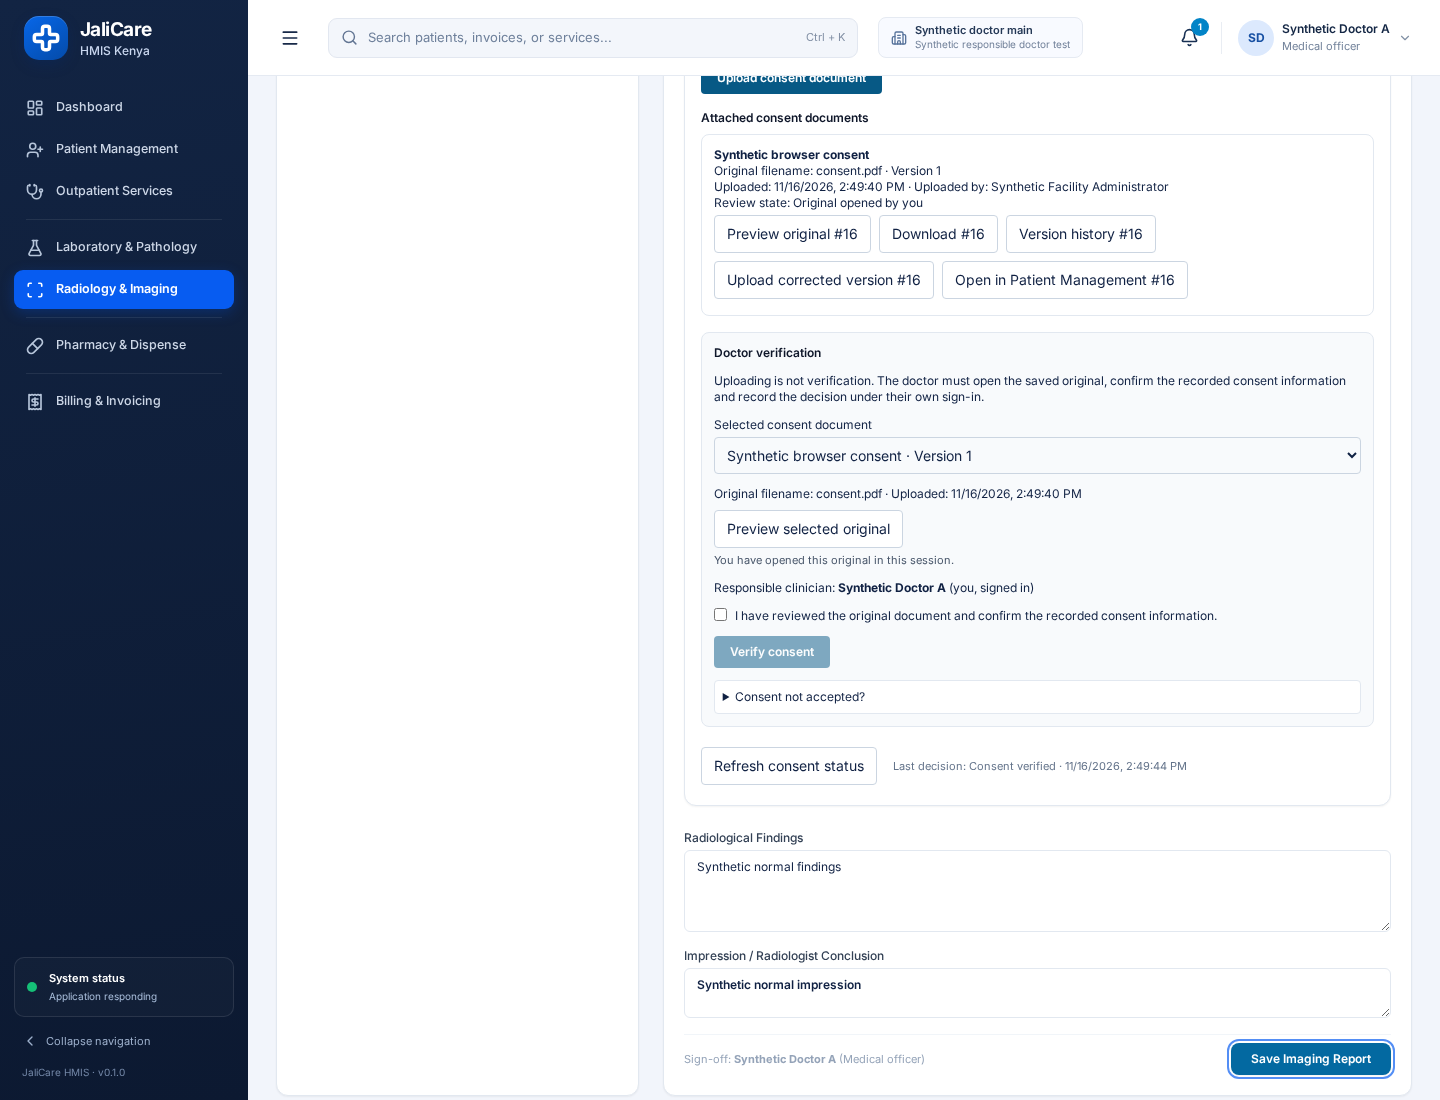 JaliCare
HMIS Kenya
Dashboard
Patient Management
Outpatient Services
Laboratory & Pathology
Radiology & Imaging
Pharmacy & Dispense
Billing & Invoicing
System status
Application responding
Collapse navigation
JaliCare HMIS · v0.1.0
Search patients, invoices, or services...
Ctrl + K
Synthetic doctor main
Synthetic responsible doctor test
1
SD
Synthetic Doctor A
Medical officer
Upload consent document
Attached consent documents
Synthetic browser consent
Original filename: consent.pdf · Version 1
Uploaded: 11/16/2026, 2:49:40 PM · Uploaded by: Synthetic Facility Administrator
Review state: Original opened by you
Preview original #16
Download #16
Version history #16
Upload corrected version #16
Open in Patient Management #16
Doctor verification
Uploading is not verification. The doctor must open the saved original, confirm the recorded consent information
and record the decision under their own sign-in.
Selected consent document
Synthetic browser consent · Version 1
Original filename: consent.pdf · Uploaded: 11/16/2026, 2:49:40 PM
Preview selected original
You have opened this original in this session.
Responsible clinician: Synthetic Doctor A (you, signed in)
I have reviewed the original document and confirm the recorded consent information.
Verify consent
Consent not accepted?
Refresh consent status
Last decision: Consent verified · 11/16/2026, 2:49:44 PM
Radiological Findings
Synthetic normal findings
Impression / Radiologist Conclusion
Synthetic normal impression
Sign-off: Synthetic Doctor A (Medical officer)
Save Imaging Report